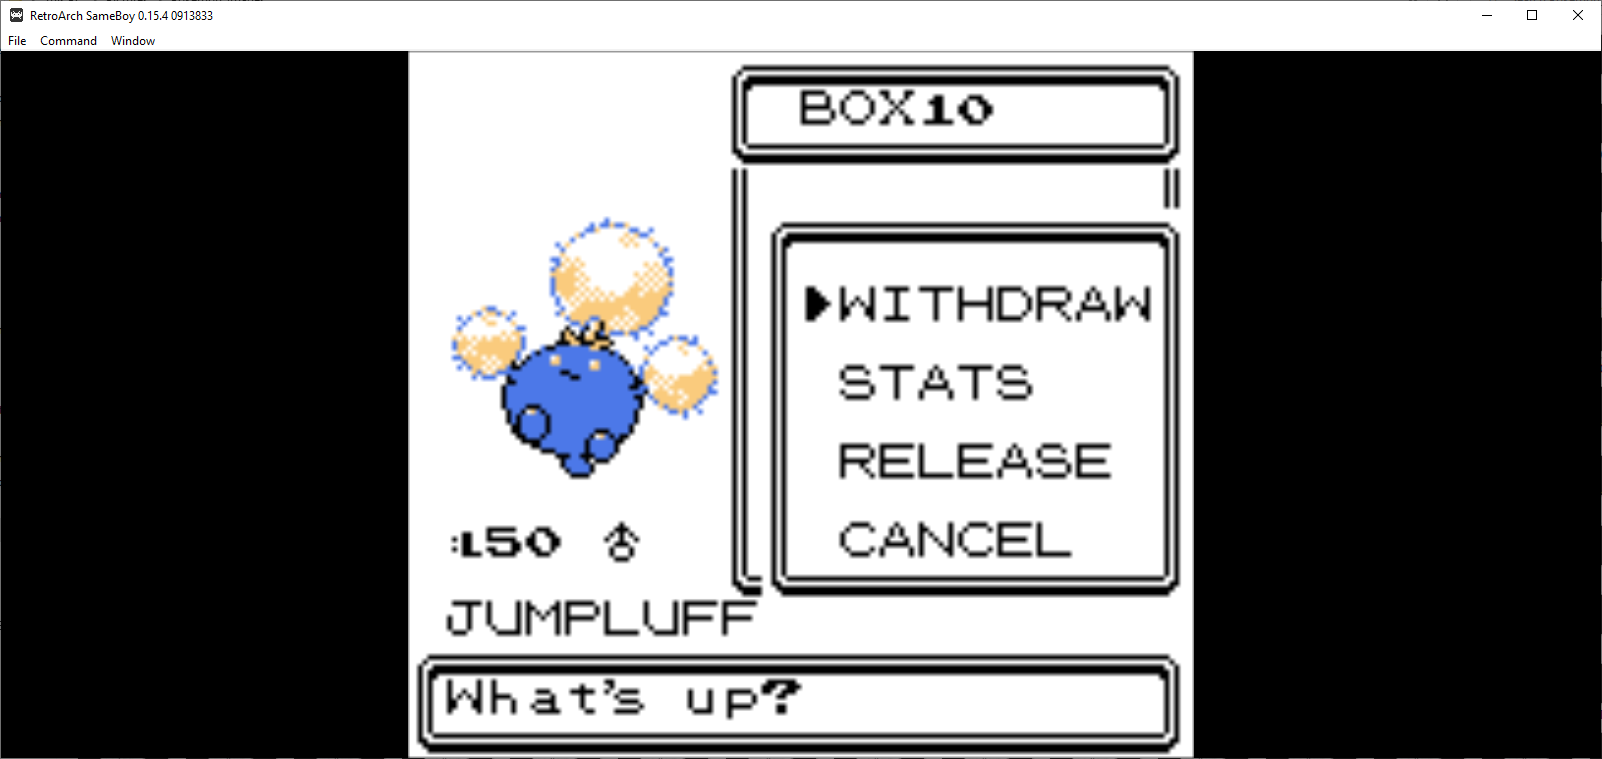 RetroArch SameBoy 0.15.4 0913833
File Command Window
BOX10
▶WITHDRAW
STATS
RELEASE
CANCEL
:L50 ♂
JUMPLUFF
What's up?